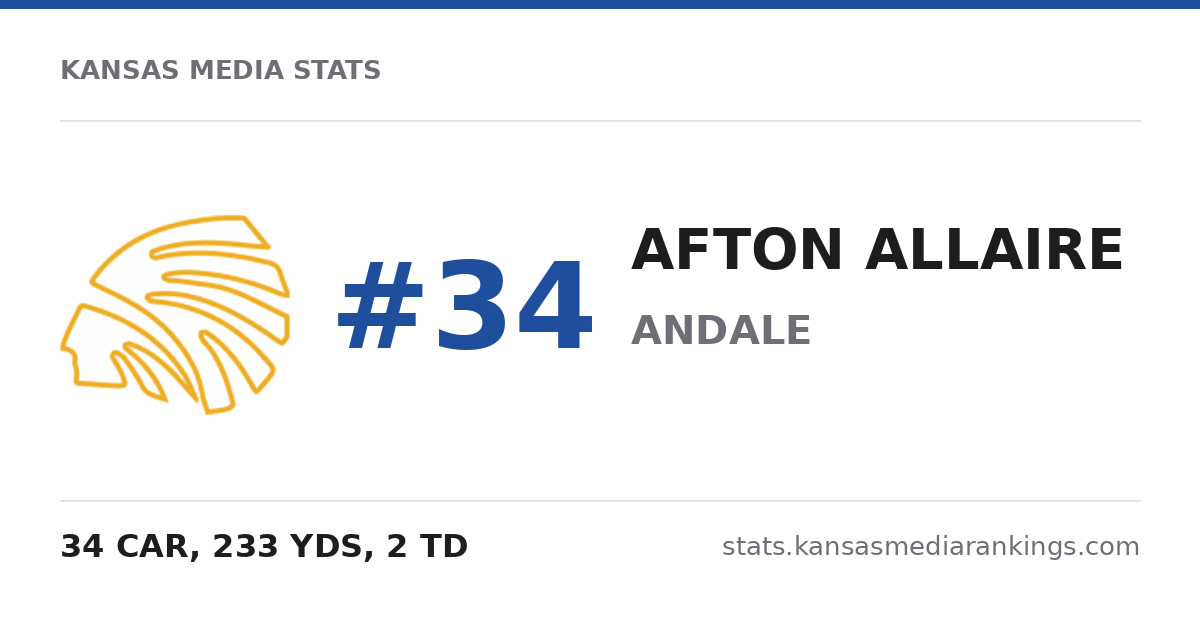 KANSAS MEDIA STATS
#34
AFTON ALLAIRE
ANDALE
34 CAR, 233 YDS, 2 TD
stats.kansasmediarankings.com